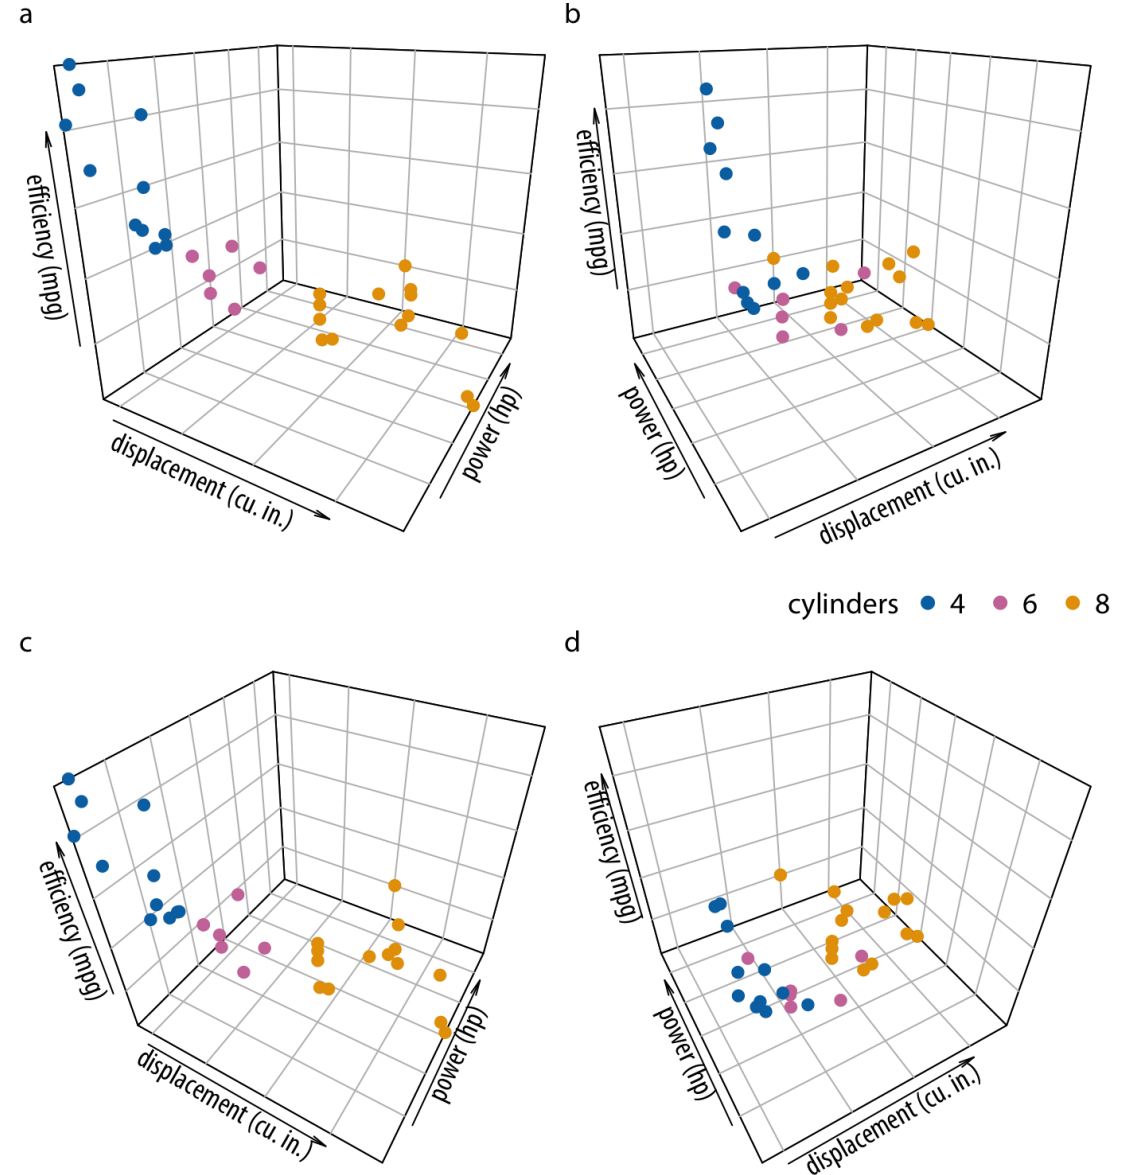 a
efficiency (mpg)
displacement (cu. in.)
power (hp)
b
efficiency (mpg)
power (hp)
displacement (cu. in.)
cylinders 4 6 8
c
efficiency (mpg)
displacement (cu. in.)
power (hp)
d
efficiency (mpg)
power (hp)
displacement (cu. in.)